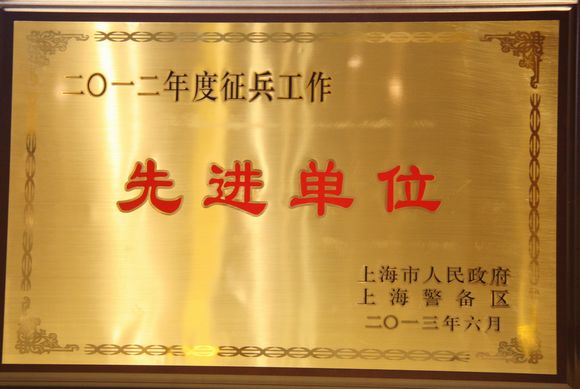 二〇一二年度征兵工作
先进单位
上海市人民政府
上海警备区
二〇一三年六月